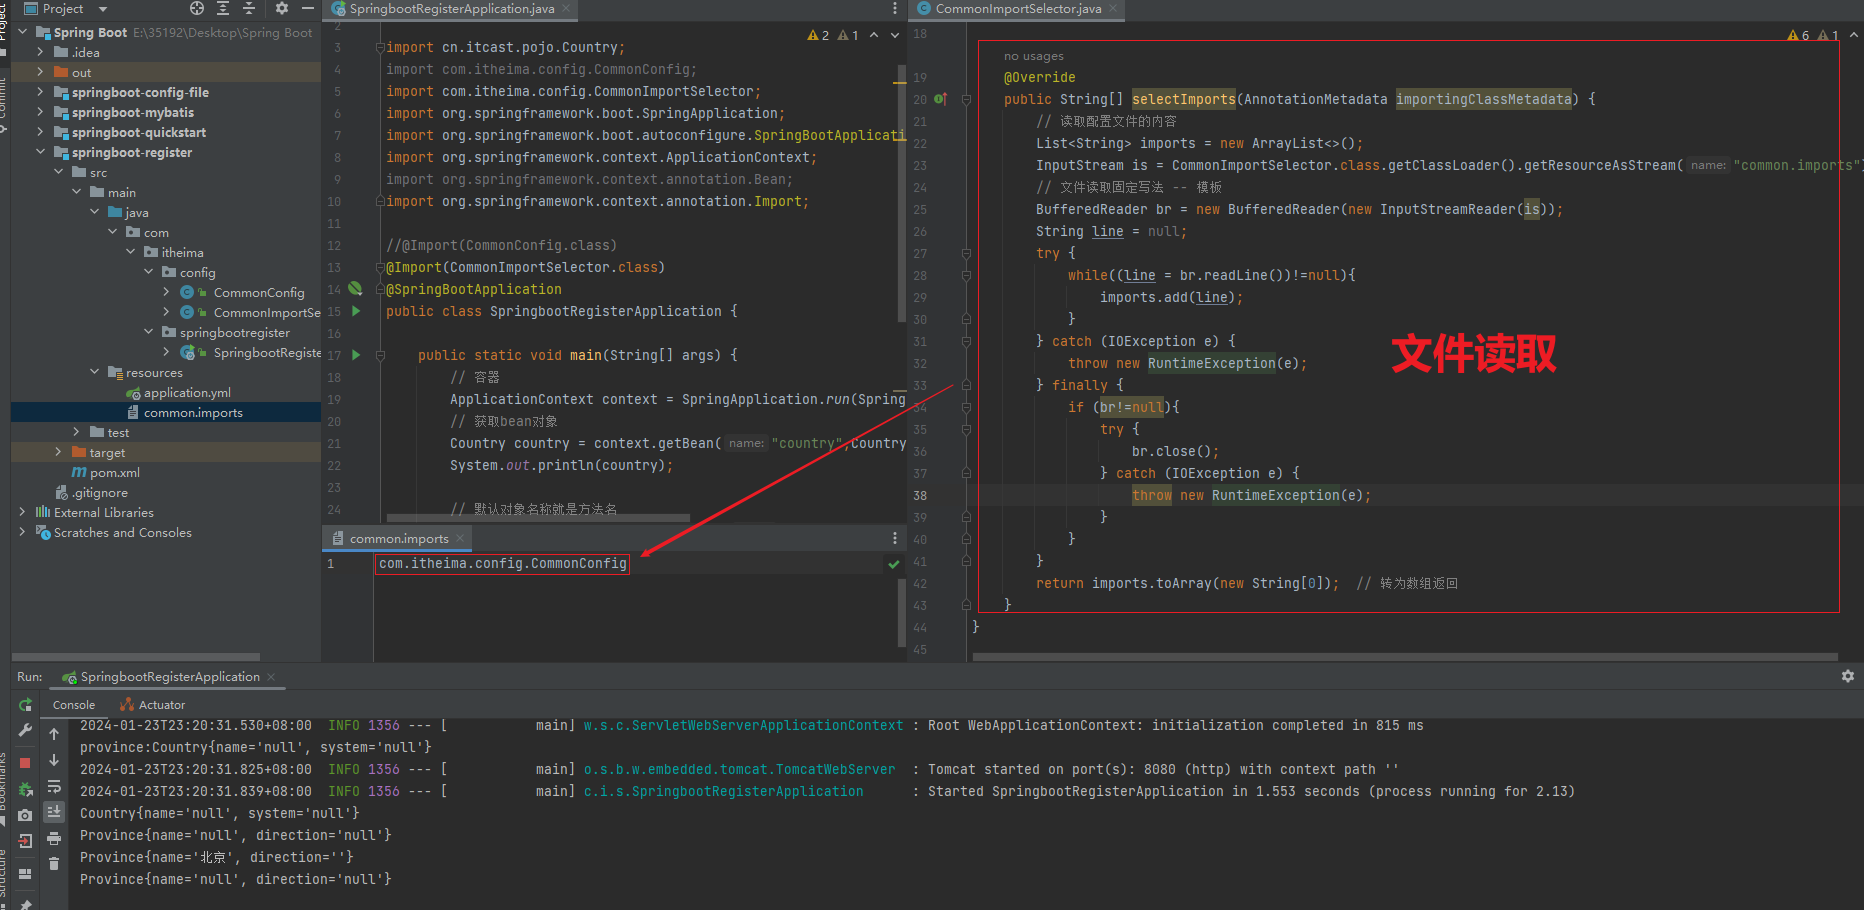 Project
SpringbootRegisterApplication.java
CommonImportSelector.java
Project
Commit
Spring Boot E:\35192\Desktop\Spring Boot
.idea
out
springboot-config-file
springboot-mybatis
springboot-quickstart
springboot-register
src
main
java
com
itheima
config
CommonConfig
CommonImportSe
springbootregister
SpringbootRegiste
resources
application.yml
common.imports
test
target
pom.xml
.gitignore
External Libraries
Scratches and Consoles
2 1
2
3 import cn.itcast.pojo.Country;
4 import com.itheima.config.CommonConfig;
5 import com.itheima.config.CommonImportSelector;
6 import org.springframework.boot.SpringApplication;
7 import org.springframework.boot.autoconfigure.SpringBootApplicati
8 import org.springframework.context.ApplicationContext;
9 import org.springframework.context.annotation.Bean;
10 import org.springframework.context.annotation.Import;
11
12 //@Import(CommonConfig.class)
13 @Import(CommonImportSelector.class)
14 @SpringBootApplication
15 public class SpringbootRegisterApplication {
16
17 public static void main(String[] args) {
18 // 容器
19 ApplicationContext context = SpringApplication.run(Spring
20 // 获取bean对象
21 Country country = context.getBean( name: "country",Country
22 System.out.println(country);
23
24 // 默认对象名称就是方法名
common.imports
1 com.itheima.config.CommonConfig
6 1
18
no usages
19 @Override
20 public String[] selectImports(AnnotationMetadata importingClassMetadata) {
21 // 读取配置文件的内容
22 List<String> imports = new ArrayList<>();
23 InputStream is = CommonImportSelector.class.getClassLoader().getResourceAsStream( name: "common.imports"
24 // 文件读取固定写法 -- 模板
25 BufferedReader br = new BufferedReader(new InputStreamReader(is));
26 String line = null;
27 try {
28 while((line = br.readLine())!=null){
29 imports.add(line);
30 }
31 } catch (IOException e) {
32 throw new RuntimeException(e);
33 } finally {
34 if (br!=null){
35 try {
36 br.close();
37 } catch (IOException e) {
38 throw new RuntimeException(e);
39 }
40 }
41 }
42 return imports.toArray(new String[0]); // 转为数组返回
43 }
44 }
45
文件读取
Run: SpringbootRegisterApplication
Console Actuator
2024-01-23T23:20:31.530+08:00 INFO 1356 --- [ main] w.s.c.ServletWebServerApplicationContext : Root WebApplicationContext: initialization completed in 815 ms
province:Country{name='null', system='null'}
2024-01-23T23:20:31.825+08:00 INFO 1356 --- [ main] o.s.b.w.embedded.tomcat.TomcatWebServer : Tomcat started on port(s): 8080 (http) with context path ''
2024-01-23T23:20:31.839+08:00 INFO 1356 --- [ main] c.i.s.SpringbootRegisterApplication : Started SpringbootRegisterApplication in 1.553 seconds (process running for 2.13)
Country{name='null', system='null'}
Province{name='null', direction='null'}
Province{name='北京', direction=''}
Province{name='null', direction='null'}
Bookmarks
Structure